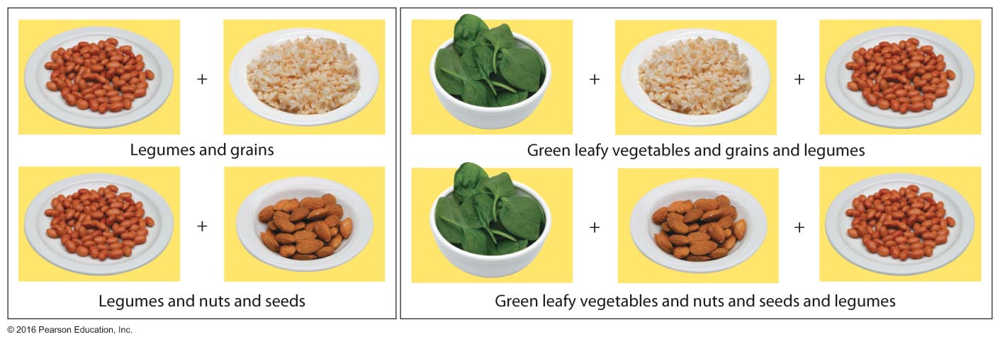 +
Legumes and grains
+
Legumes and nuts and seeds
+ +
Green leafy vegetables and grains and legumes
+ +
Green leafy vegetables and nuts and seeds and legumes
© 2016 Pearson Education, Inc.